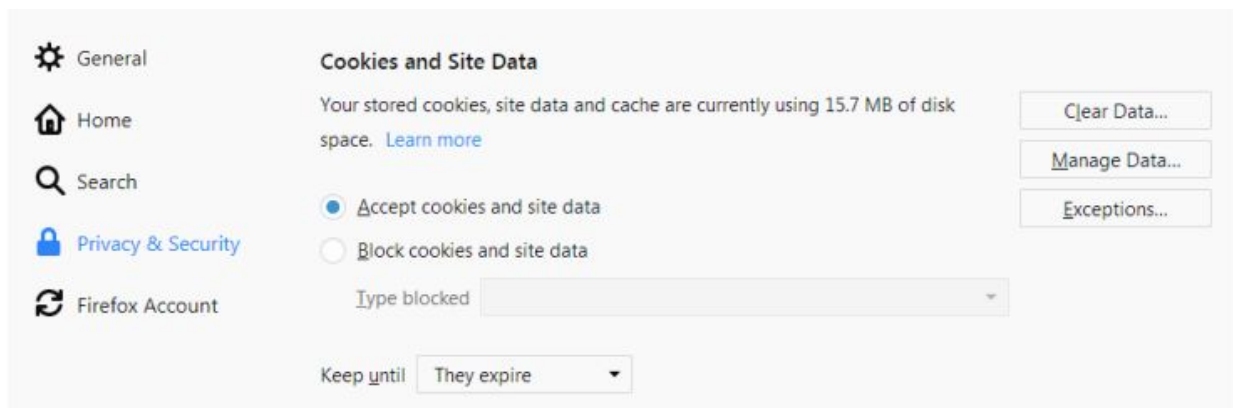 General
Home
Search
Privacy & Security
Firefox Account
Cookies and Site Data
Your stored cookies, site data and cache are currently using 15.7 MB of disk
space. Learn more
Clear Data...
Manage Data...
Exceptions...
Accept cookies and site data
Block cookies and site data
Type blocked
Keep until They expire